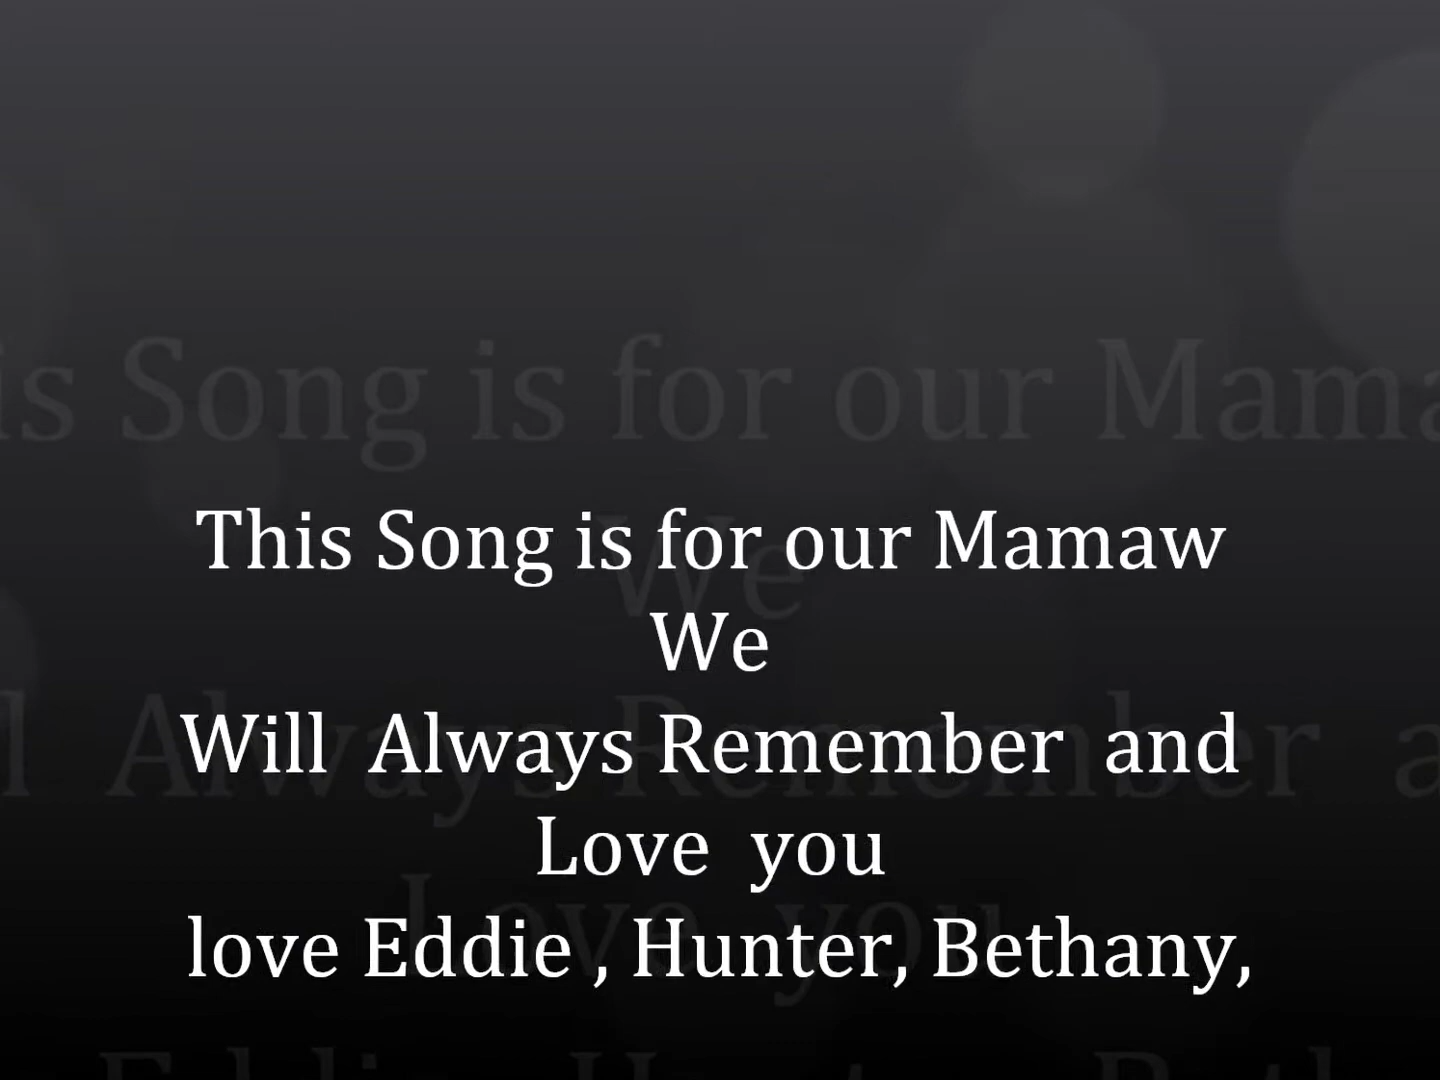 This Song is for our Mamaw
We
Will  Always Remember  and
Love  you
love Eddie , Hunter, Bethany,